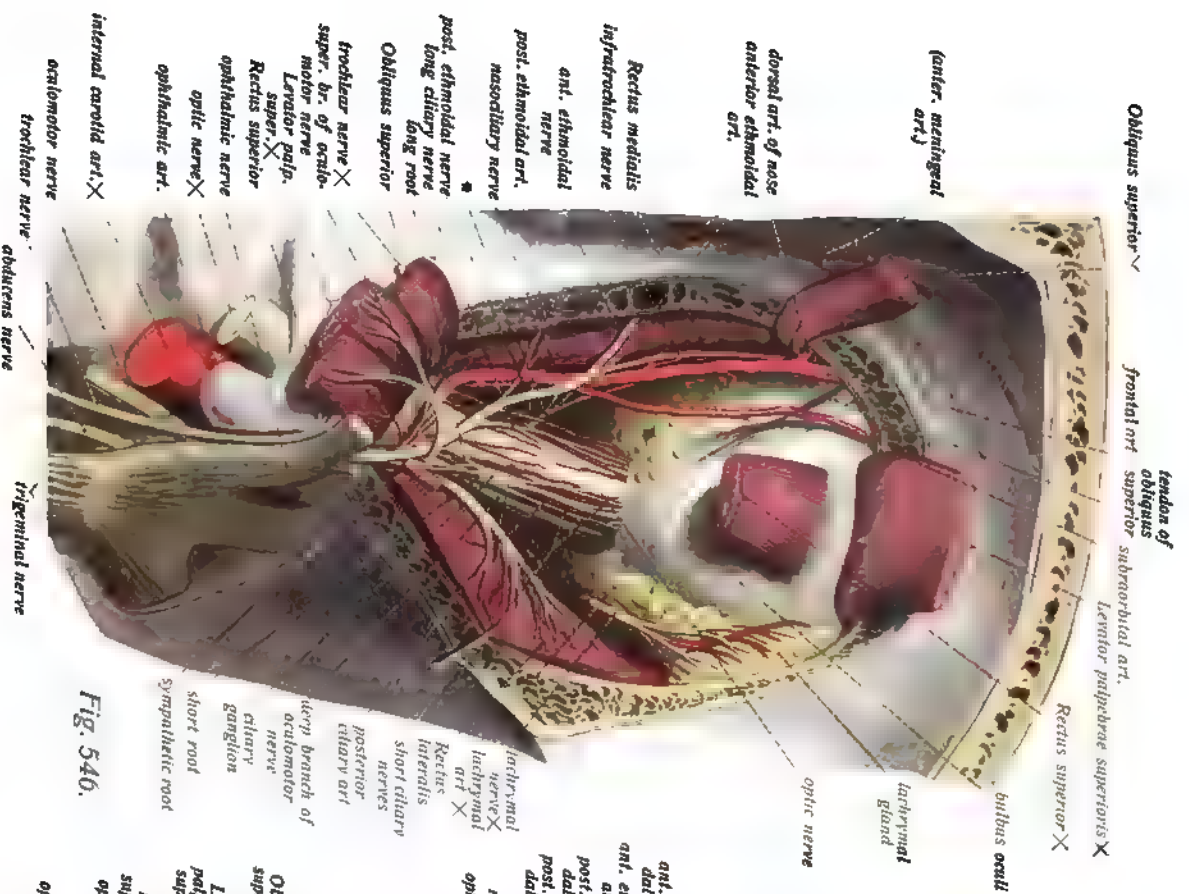 tendon of
obliquus
superior
Obliquus superior
frontal art
subraorbital art.
Levator palpebrae superioris X
Rectus superior X
bulbus oculi
lachrymal
gland
optic nerve
(anter. meningeal
art.)
dorsal art. of nose
anterior ethmoidal
art.
Rectus medialis
infratrochlear nerve
ant. ethmoidal
nerve
post. ethmoidal art.
nasociliary nerve
*
post. ethmoidal nerve
long ciliary nerve
long root
Obliquus superior
trochlear nerve X
super. br. of oculo-
motor nerve
Levator palp.
super. X
Rectus superior
ophthalmic nerve
optic nerve X
ophthalmic art.
internal carotid art. X
oculomotor nerve
trochlear nerve
abducens nerve
trigeminal nerve
lachrymal
nerve X
lachrymal
art X
Rectus
lateralis
short ciliary
nerves
posterior
ciliary art
branch of
oculomotor
nerve
ciliary
ganglion
short root
sympathetic root
Fig. 546.